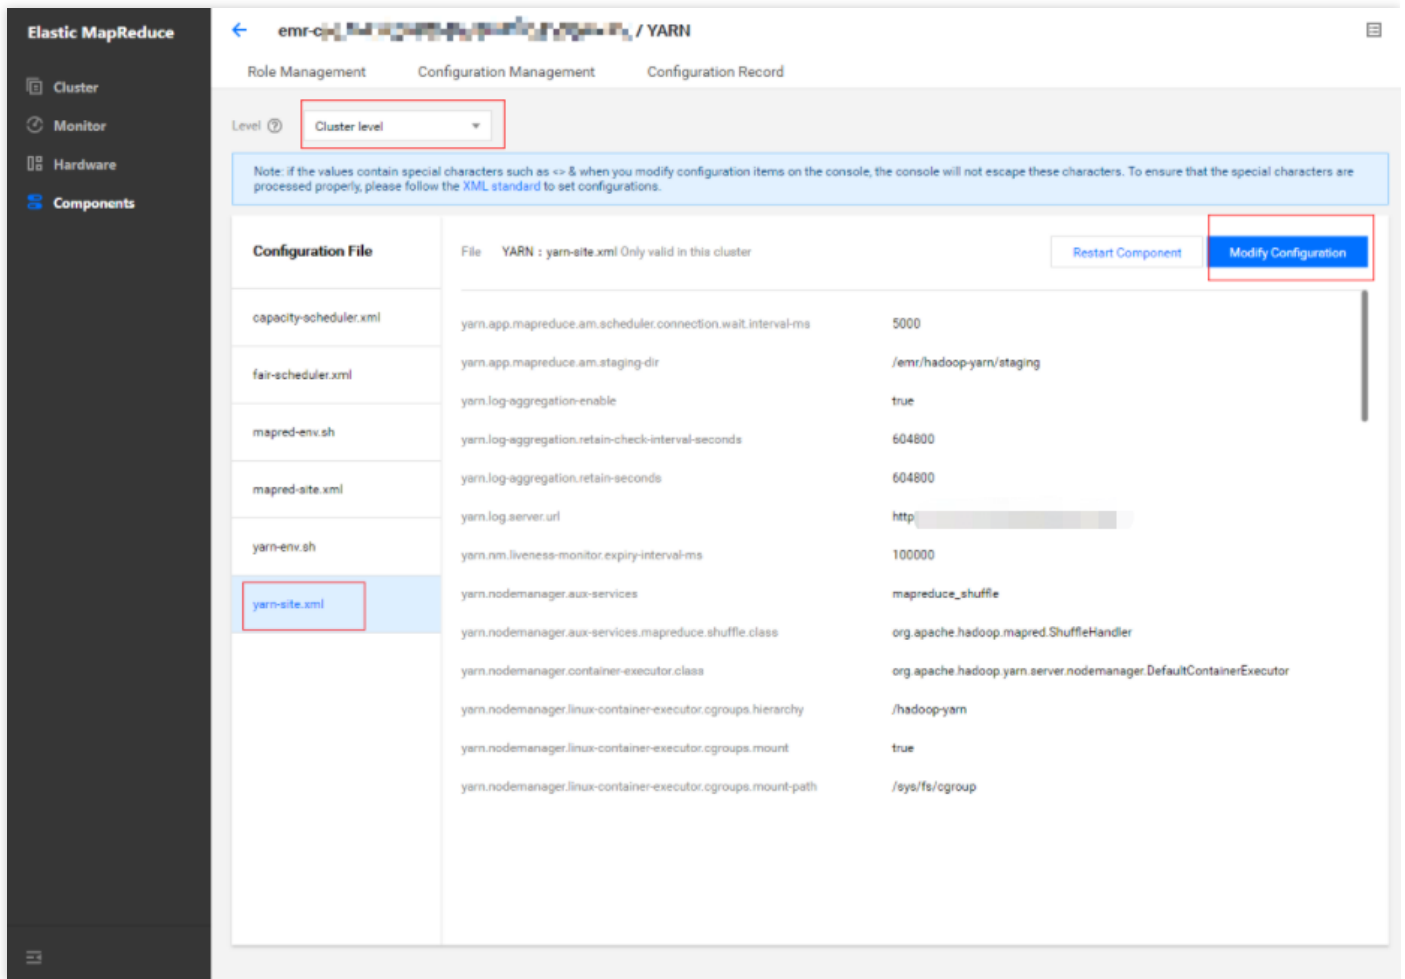 Elastic MapReduce
Cluster
Monitor
Hardware
Components
/ YARN
Role Management Configuration Management Configuration Record
Level Cluster level
Note: if the values contain special characters such as <> & when you modify configuration items on the console, the console will not escape these characters. To ensure that the special characters are
processed properly, please follow the XML standard to set configurations.
Configuration File
capacity-scheduler.xml
fair-scheduler.xml
mapred-env.sh
mapred-site.xml
yarn-env.sh
yarn-site.xml
File YARN : yarn-site.xml Only valid in this cluster Restart Component Modify Configuration
yarn.app.mapreduce.am.scheduler.connection.wait.interval-ms 5000
yarn.app.mapreduce.am.staging-dir /emr/hadoop-yarn/staging
yarn.log-aggregation-enable true
yarn.log-aggregation.retain-check-interval-seconds 604800
yarn.log-aggregation.retain-seconds 604800
yarn.log.server.url http
yarn.nm.liveness-monitor.expiry-interval-ms 100000
yarn.nodemanager.aux-services mapreduce_shuffle
yarn.nodemanager.aux-services.mapreduce.shuffle.class org.apache.hadoop.mapred.ShuffleHandler
yarn.nodemanager.container-executor.class org.apache.hadoop.yarn.server.nodemanager.DefaultContainerExecutor
yarn.nodemanager.linux-container-executor.cgroups.hierarchy /hadoop-yarn
yarn.nodemanager.linux-container-executor.cgroups.mount true
yarn.nodemanager.linux-container-executor.cgroups.mount-path /sys/fs/cgroup